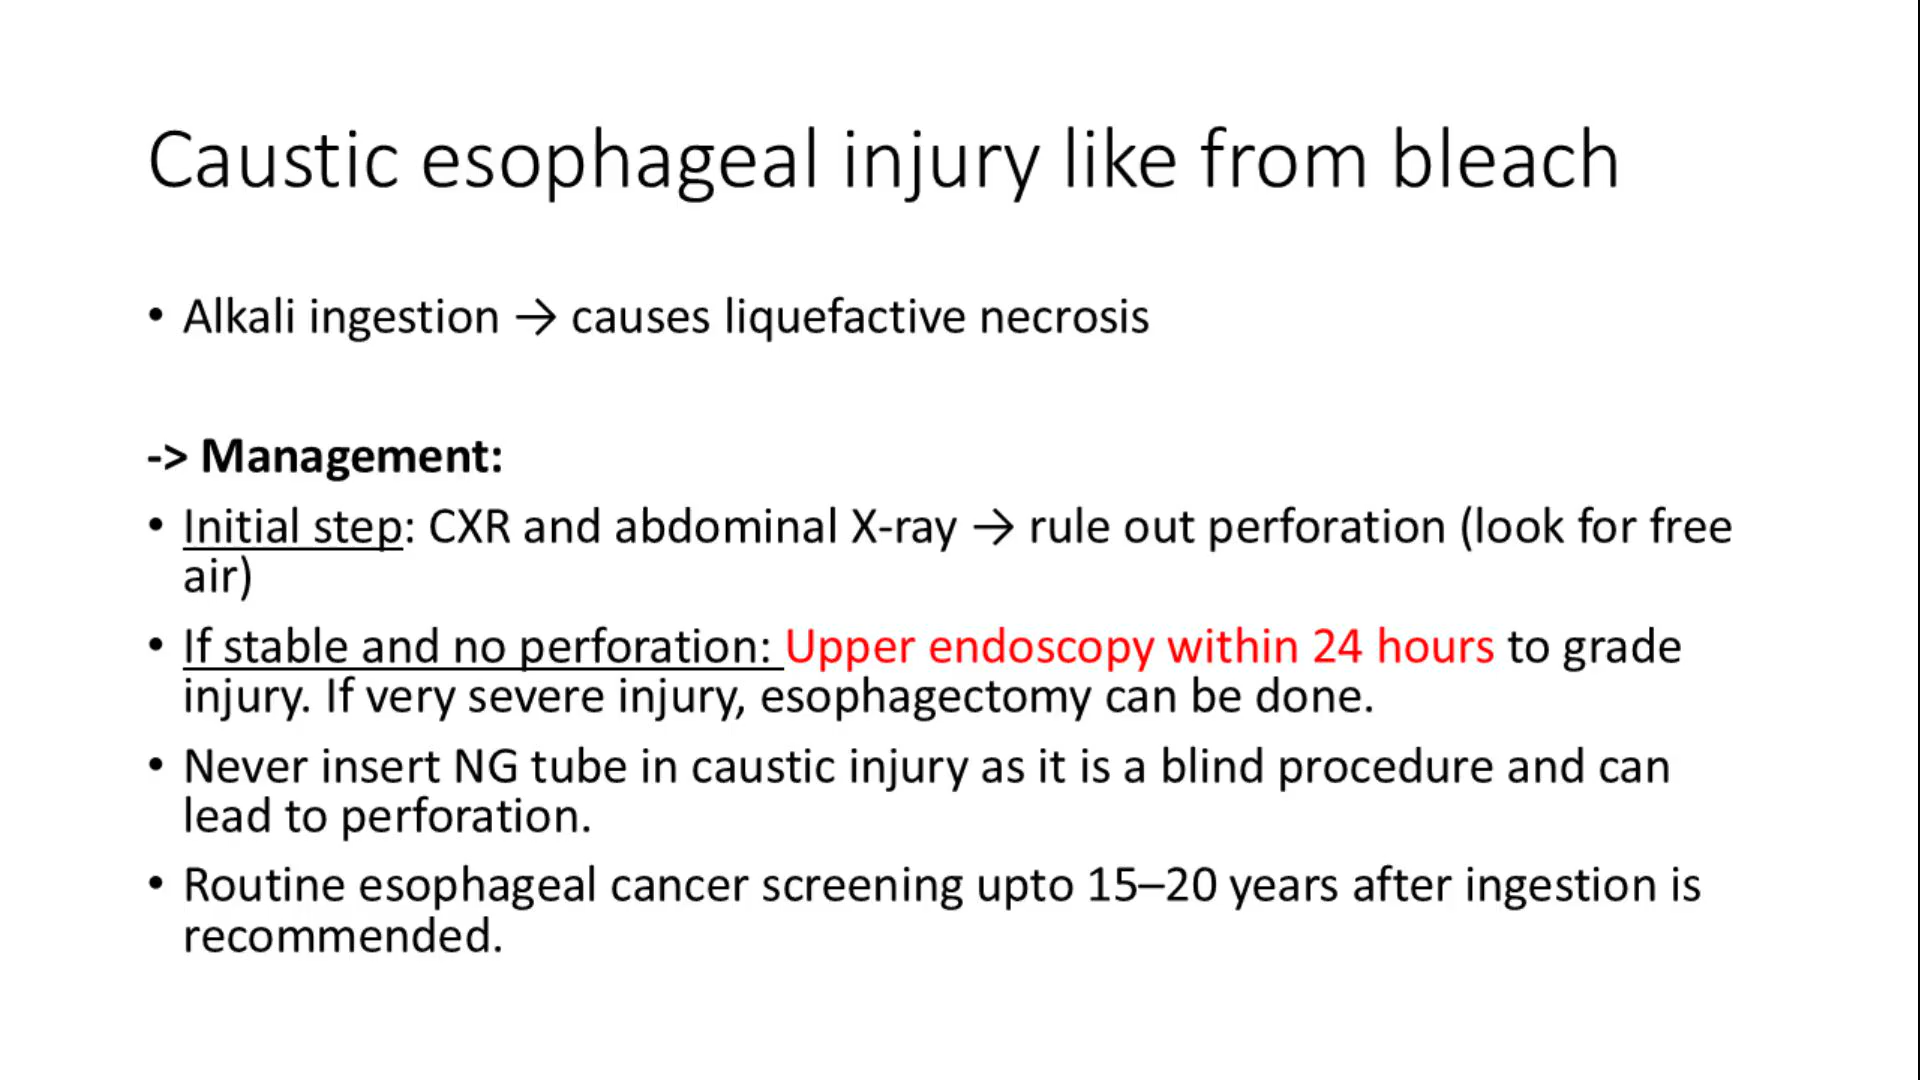 Caustic esophageal injury like from bleach
• Alkali ingestion → causes liquefactive necrosis
-> Management:
• Initial step: CXR and abdominal X-ray → rule out perforation (look for free
air)
• If stable and no perforation: Upper endoscopy within 24 hours to grade
injury. If very severe injury, esophagectomy can be done.
• Never insert NG tube in caustic injury as it is a blind procedure and can
lead to perforation.
• Routine esophageal cancer screening upto 15–20 years after ingestion is
recommended.